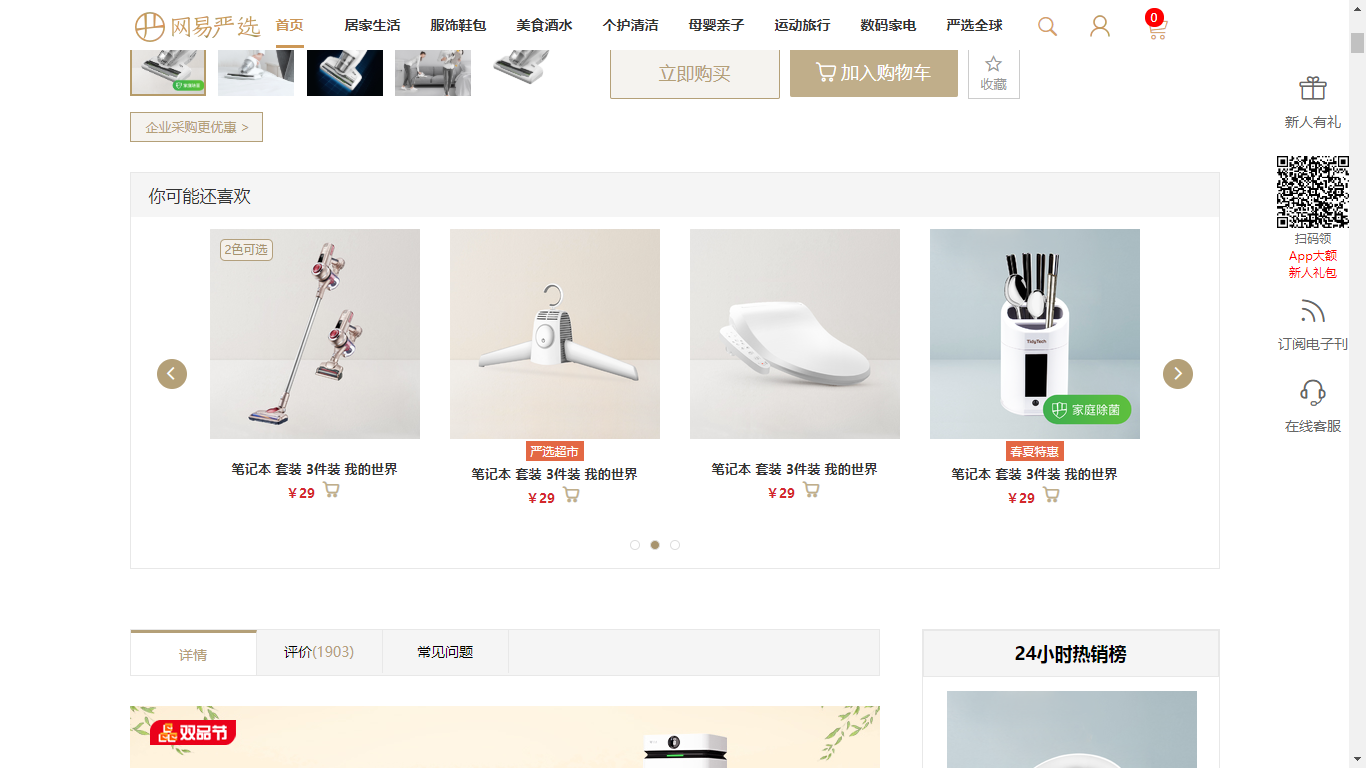 网易严选
首页
居家生活
服饰鞋包
美食酒水
个护清洁
母婴亲子
运动旅行
数码家电
严选全球
0
立即购买
加入购物车
收藏
企业采购更优惠 >
新人有礼
扫码领
App大额
新人礼包
订阅电子刊
在线客服
你可能还喜欢
2色可选
笔记本 套装 3件装 我的世界
¥29
严选超市
笔记本 套装 3件装 我的世界
¥29
笔记本 套装 3件装 我的世界
¥29
TidyTech
家庭除菌
春夏特惠
笔记本 套装 3件装 我的世界
¥29
详情
评价(1903)
常见问题
24小时热销榜
双品节